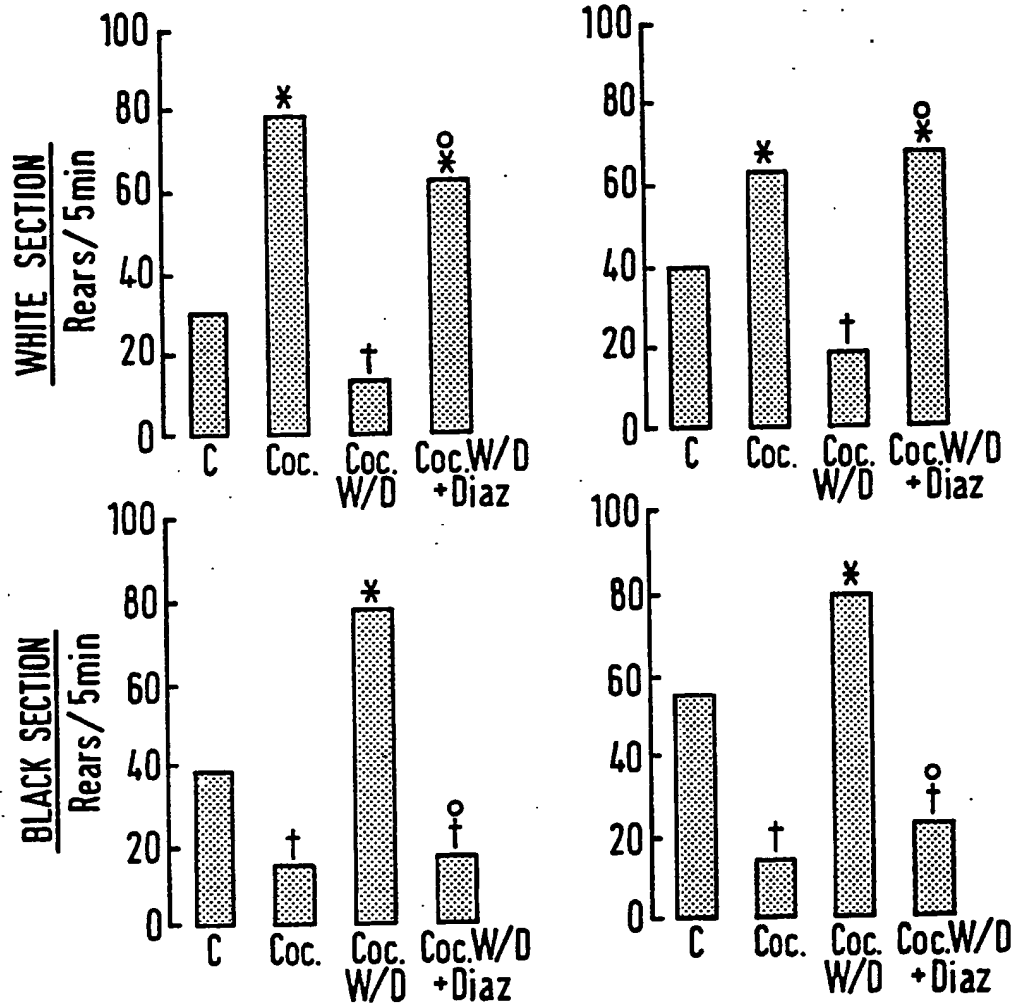 WHITE SECTION
Rears/5min
100
80
60
40
20
0
*
†
o
*
C
Coc.
Coc.
W/D
Coc.W/D
+Diaz
100
80
60
40
20
0
*
†
o
*
C
Coc.
Coc.
W/D
Coc.W/D
+Diaz
BLACK SECTION
Rears/5min
100
80
60
40
20
0
†
*
o
†
C
Coc.
Coc.
W/D
Coc.W/D
+Diaz
100
80
60
40
20
0
†
*
o
†
C
Coc.
Coc.
W/D
Coc.W/D
+Diaz